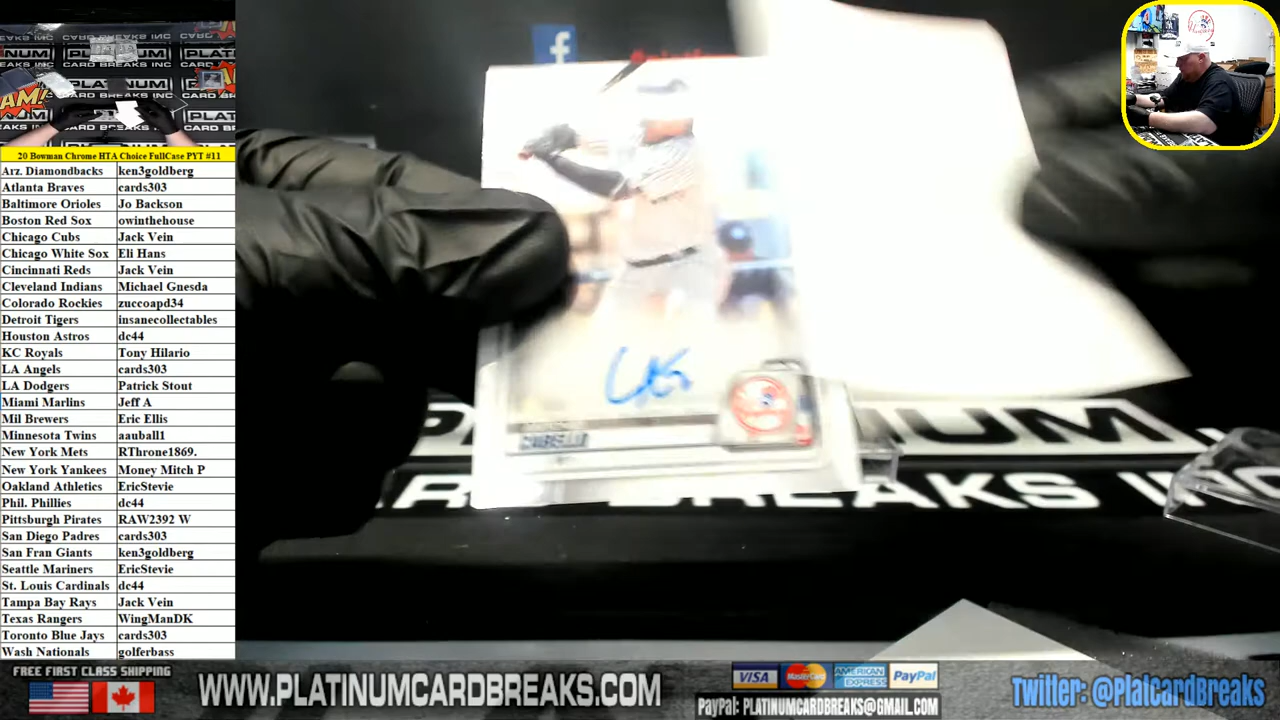 20 Bowman Chrome HTA Choice FullCase PYT #11
Arz. Diamondbacks ken3goldberg
Atlanta Braves cards303
Baltimore Orioles Jo Backson
Boston Red Sox owinthehouse
Chicago Cubs Jack Vein
Chicago White Sox Eli Hans
Cincinnati Reds Jack Vein
Cleveland Indians Michael Gnesda
Colorado Rockies zuccoapd34
Detroit Tigers insanecollectables
Houston Astros dc44
KC Royals Tony Hilario
LA Angels cards303
LA Dodgers Patrick Stout
Miami Marlins Jeff A
Mil Brewers Eric Ellis
Minnesota Twins aauball1
New York Mets RThrone1869.
New York Yankees Money Mitch P
Oakland Athletics EricStevie
Phil. Phillies dc44
Pittsburgh Pirates RAW2392 W
San Diego Padres cards303
San Fran Giants ken3goldberg
Seattle Mariners EricStevie
St. Louis Cardinals dc44
Tampa Bay Rays Jack Vein
Texas Rangers WingManDK
Toronto Blue Jays cards303
Wash Nationals golferbass
FREE FIRST CLASS SHIPPING
WWW.PLATINUMCARDBREAKS.COM
VISA MasterCard AMERICAN EXPRESS PayPal
PayPal: PLATINUMCARDBREAKS@GMAIL.COM
Twitter: @PlatCardBreaks